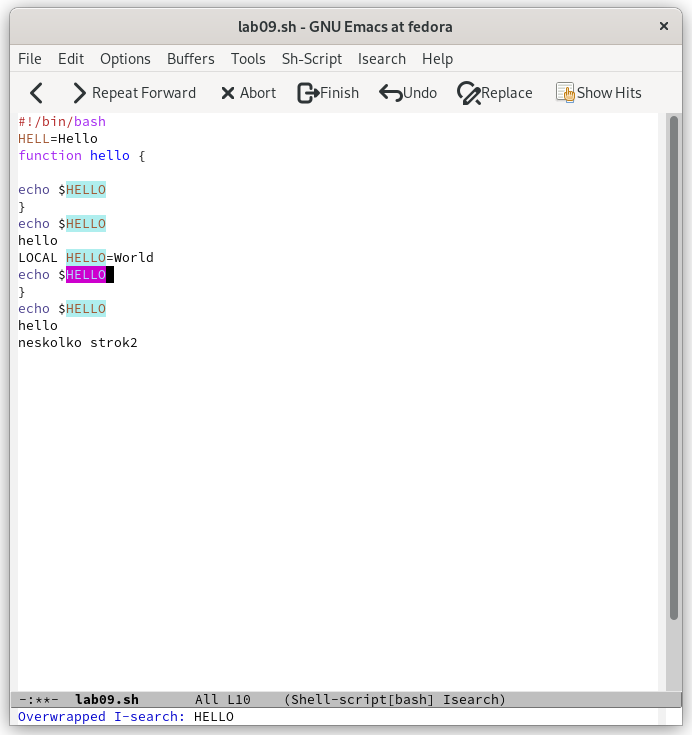 lab09.sh - GNU Emacs at fedora
File Edit Options Buffers Tools Sh-Script Isearch Help
Repeat Forward Abort Finish Undo Replace Show Hits
#!/bin/bash
HELL=Hello
function hello {
echo $HELLO
}
echo $HELLO
hello
LOCAL HELLO=World
echo $HELLO
}
echo $HELLO
hello
neskolko strok2
-:**- lab09.sh All L10 (Shell-script[bash] Isearch)
Overwrapped I-search: HELLO